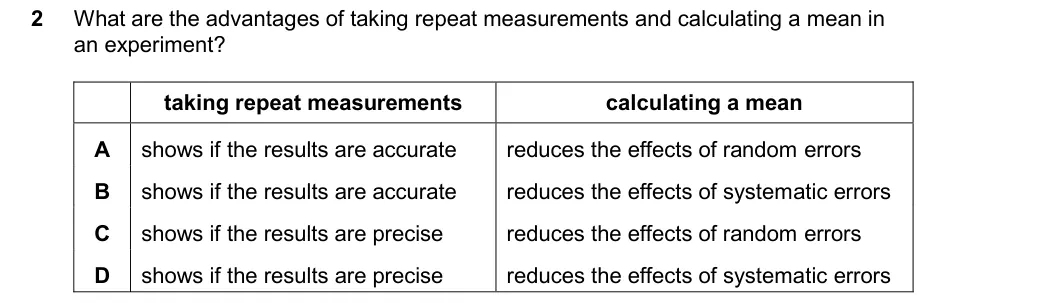 2 What are the advantages of taking repeat measurements and calculating a mean in
an experiment?
taking repeat measurements calculating a mean
A shows if the results are accurate reduces the effects of random errors
B shows if the results are accurate reduces the effects of systematic errors
C shows if the results are precise reduces the effects of random errors
D shows if the results are precise reduces the effects of systematic errors